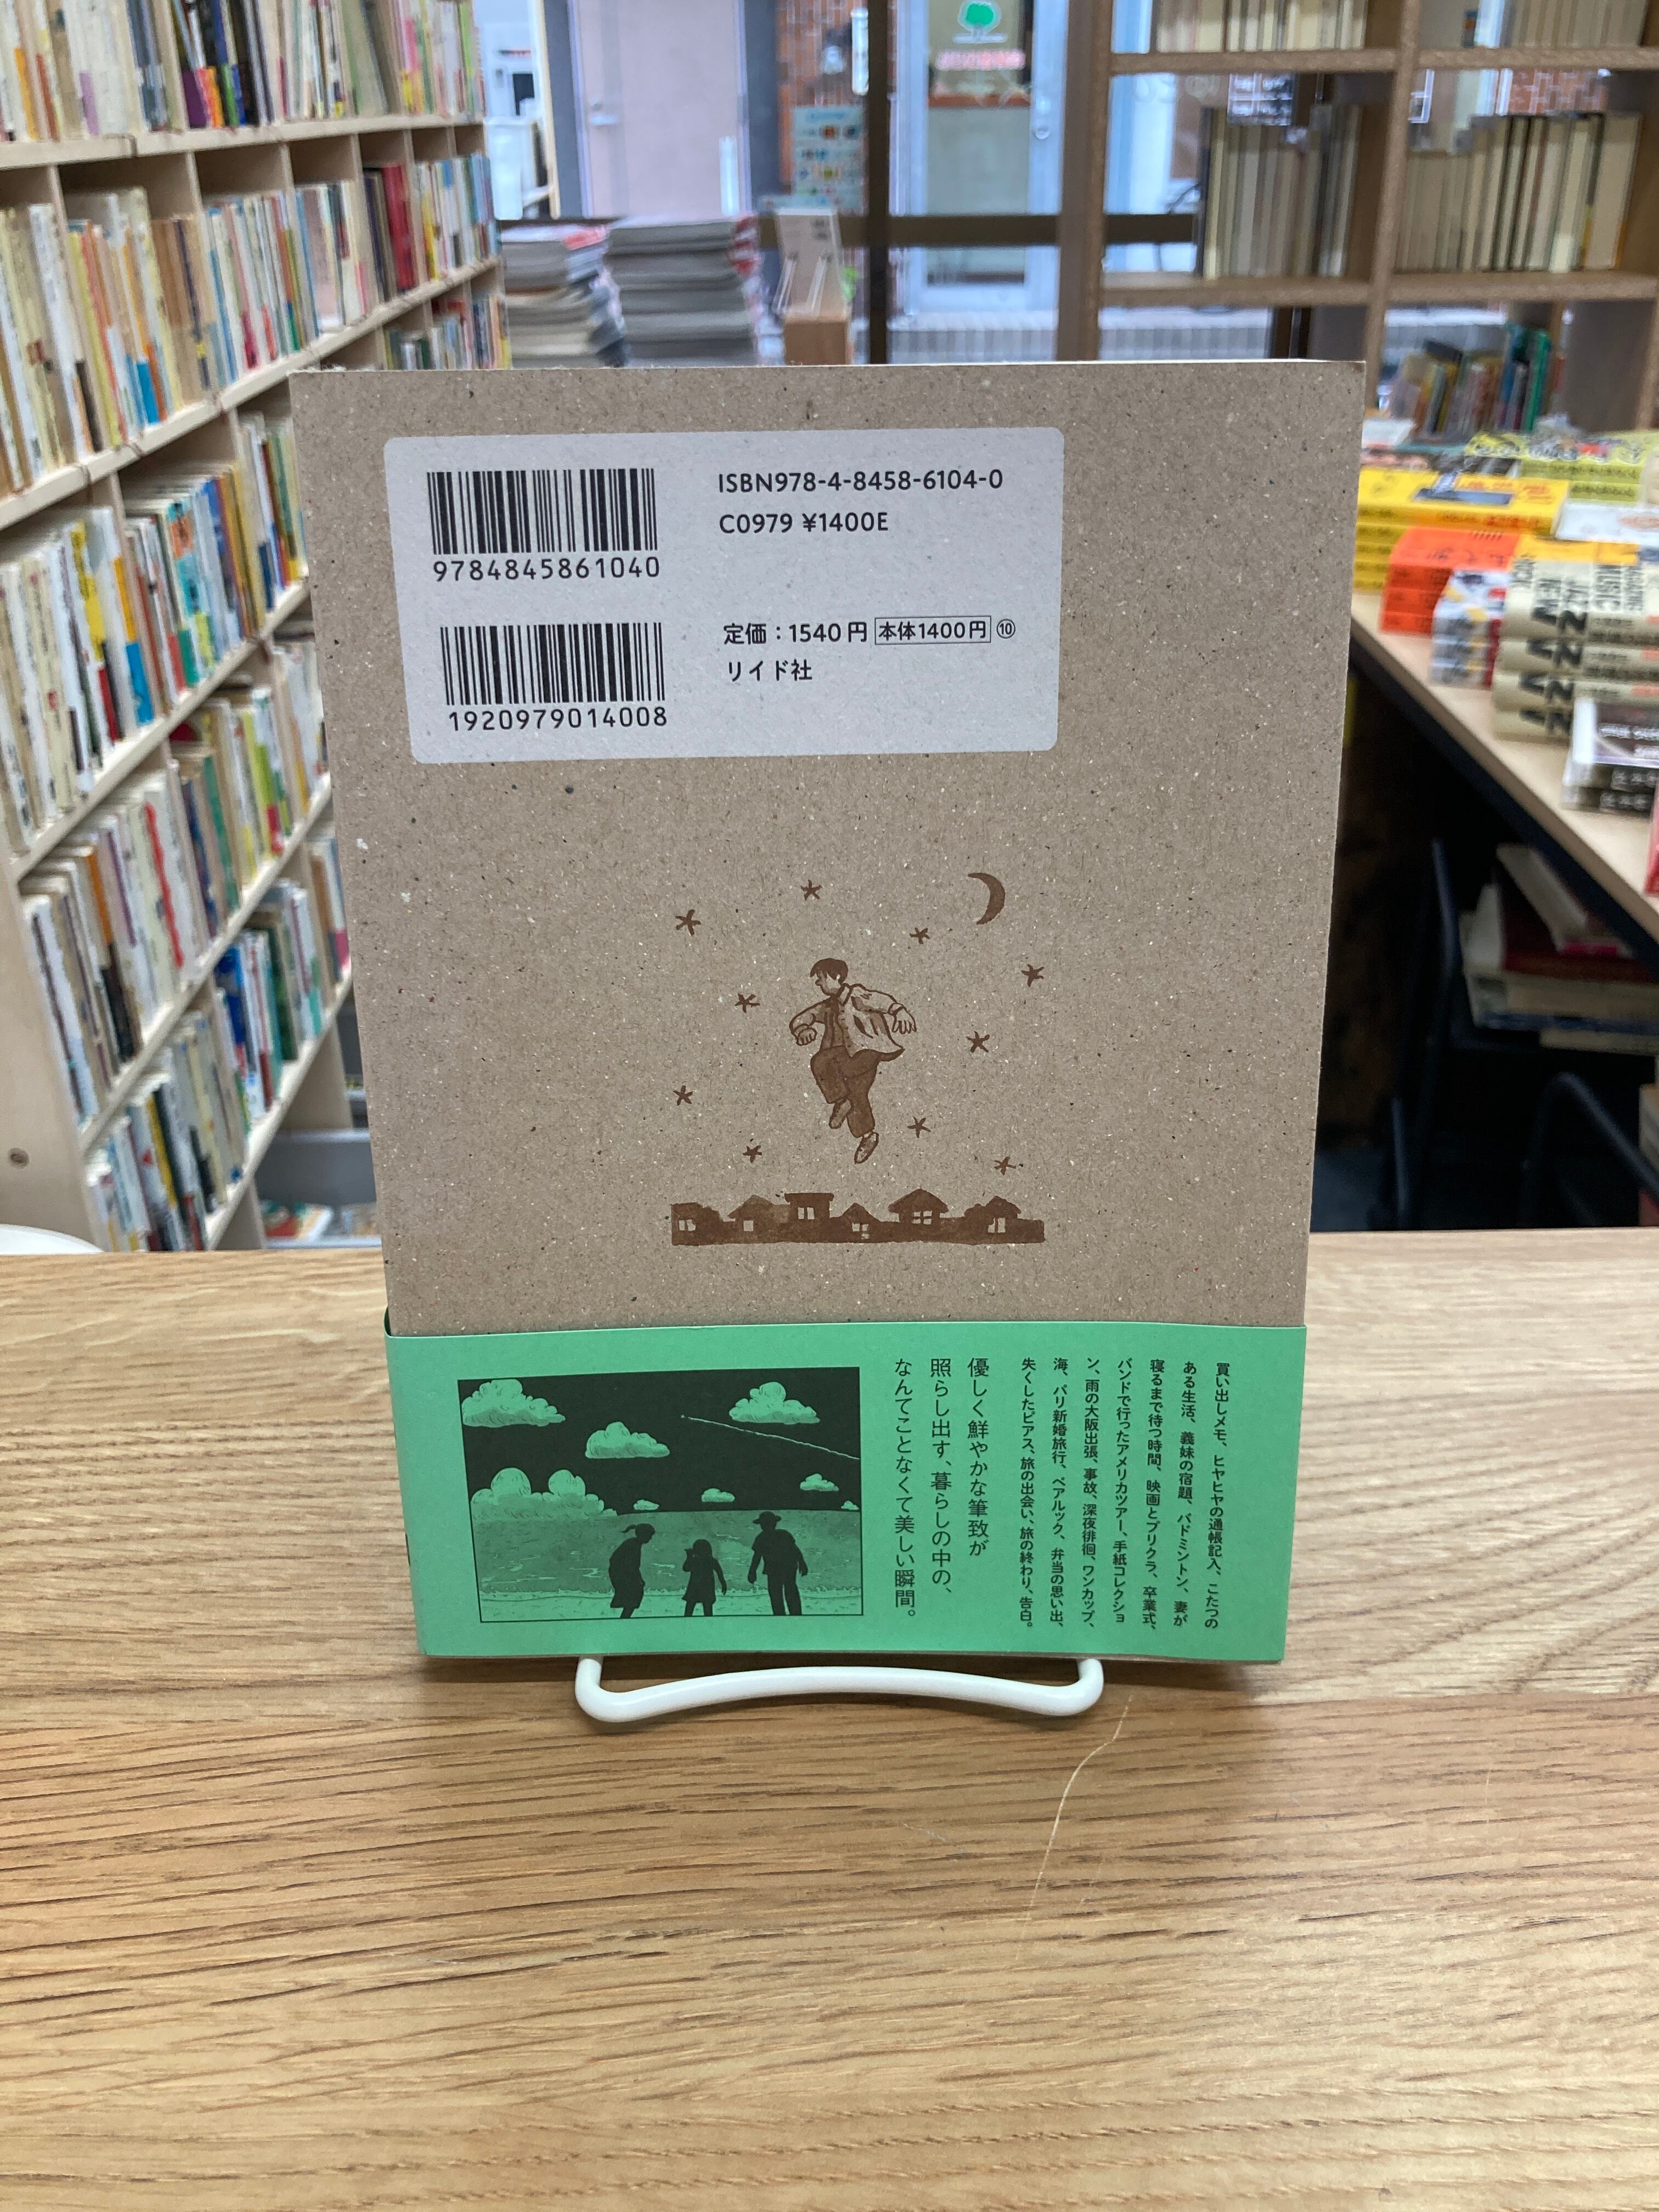 9784845861040
ISBN978-4-8458-6104-0
C0979 ¥1400E
1920979014008
定価：1540円 本体1400円 ⑩
リイド社
買い出しメモ、ヒヤヒヤの通帳記入、こたつの
ある生活、義妹の宿題、バドミントン、妻が
寝るまで待つ時間、映画とプリクラ、卒業式、
バンドで行ったアメリカツアー、手紙コレクショ
ン、雨の大阪出張、事故、深夜徘徊、ワンカップ、
海、パリ新婚旅行、ペアルック、弁当の思い出、
失くしたピアス、旅の出会い、旅の終わり、告白。
優しく鮮やかな筆致が
照らし出す、暮らしの中の、
なんてことなくて美しい瞬間。